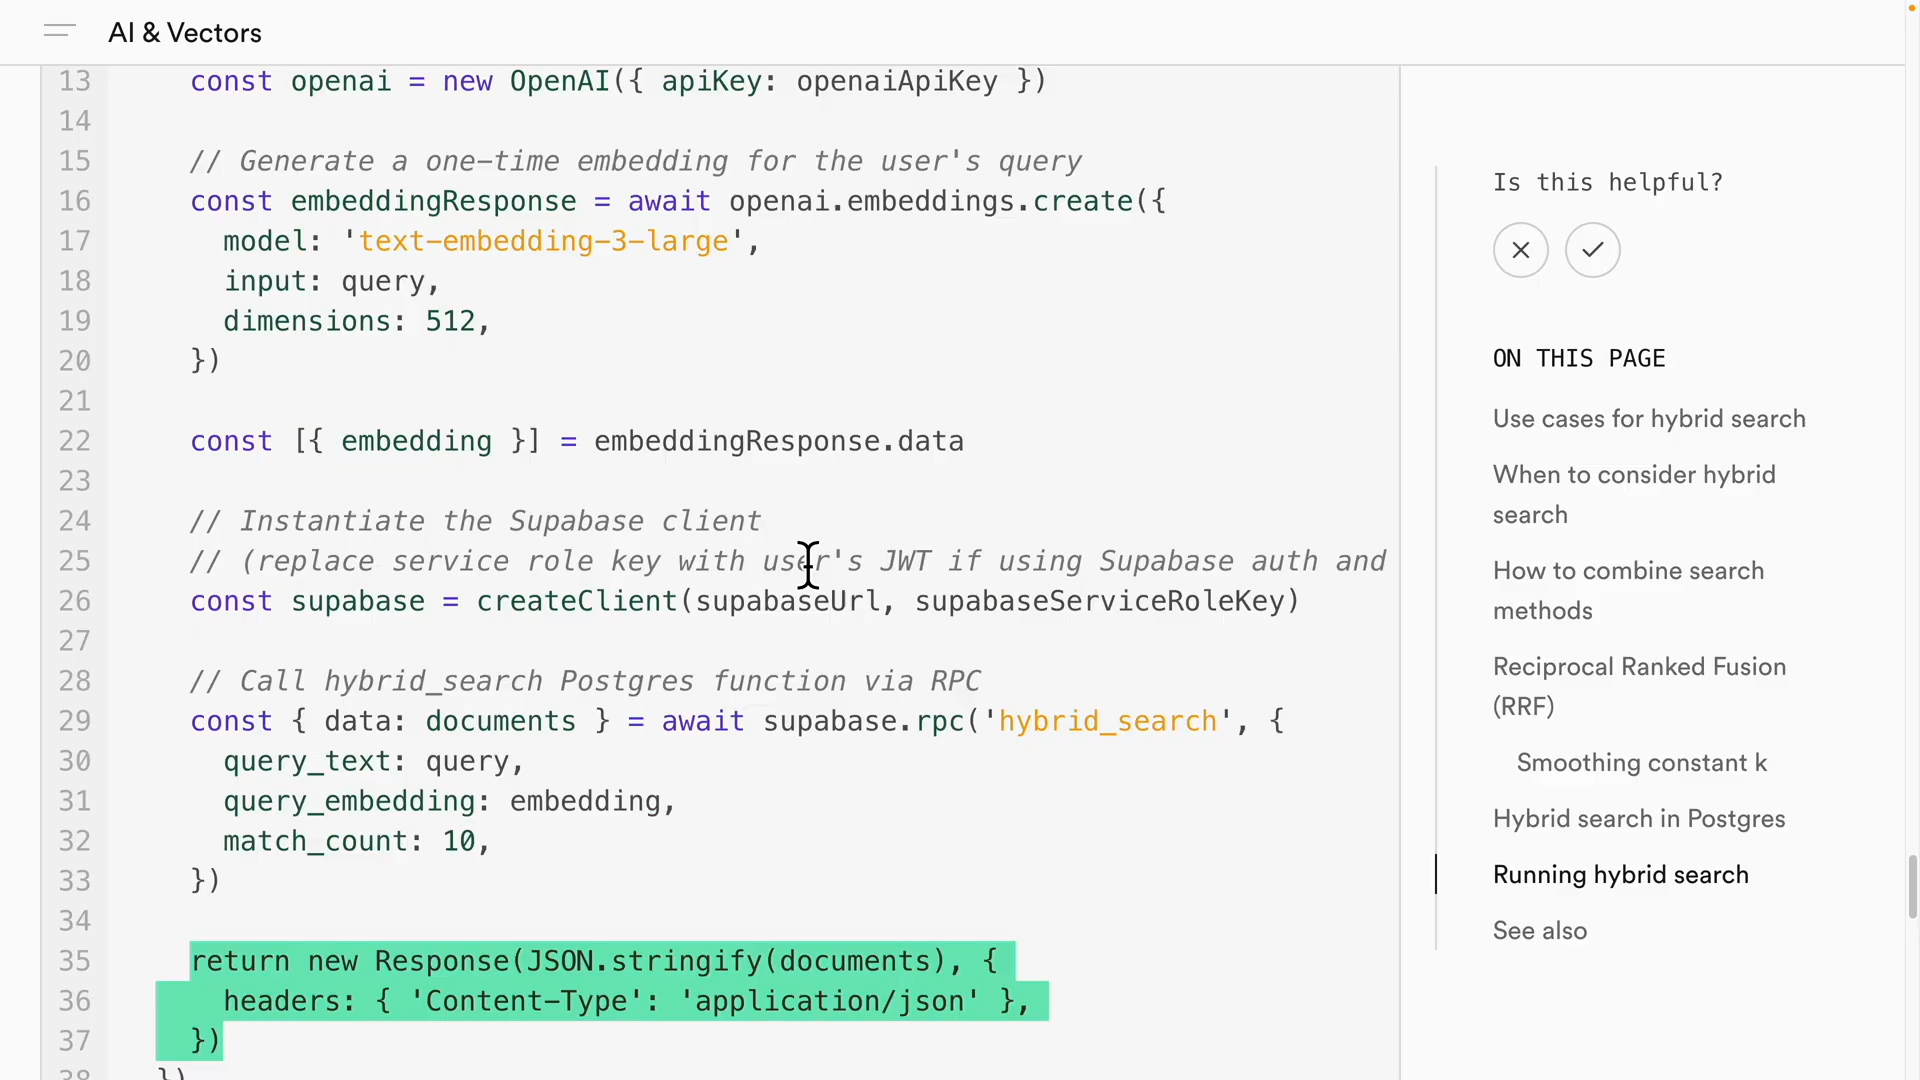 AI & Vectors
13 const openai = new OpenAI({ apiKey: openaiApiKey })
14
15 // Generate a one-time embedding for the user's query
16 const embeddingResponse = await openai.embeddings.create({
17 model: 'text-embedding-3-large',
18 input: query,
19 dimensions: 512,
20 })
21
22 const [{ embedding }] = embeddingResponse.data
23
24 // Instantiate the Supabase client
25 // (replace service role key with user's JWT if using Supabase auth and
26 const supabase = createClient(supabaseUrl, supabaseServiceRoleKey)
27
28 // Call hybrid_search Postgres function via RPC
29 const { data: documents } = await supabase.rpc('hybrid_search', {
30 query_text: query,
31 query_embedding: embedding,
32 match_count: 10,
33 })
34
35 return new Response(JSON.stringify(documents), {
36 headers: { 'Content-Type': 'application/json' },
37 })
38 })
Is this helpful?
ON THIS PAGE
Use cases for hybrid search
When to consider hybrid
search
How to combine search
methods
Reciprocal Ranked Fusion
(RRF)
Smoothing constant k
Hybrid search in Postgres
Running hybrid search
See also